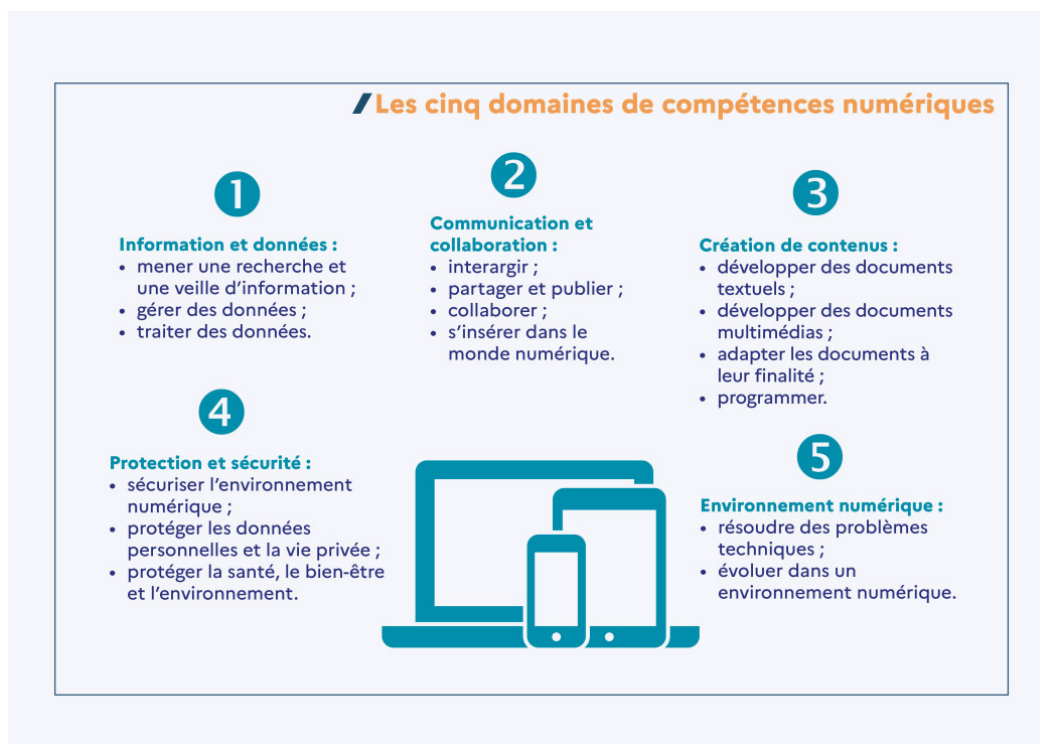 Les cinq domaines de compétences numériques
1
Information et données :
• mener une recherche et
une veille d'information ;
• gérer des données ;
• traiter des données.
2
Communication et
collaboration :
• interargir ;
• partager et publier ;
• collaborer ;
• s'insérer dans le
monde numérique.
3
Création de contenus :
• développer des documents
textuels ;
• développer des documents
multimédias ;
• adapter les documents à
leur finalité ;
• programmer.
4
Protection et sécurité :
• sécuriser l'environnement
numérique ;
• protéger les données
personnelles et la vie privée ;
• protéger la santé, le bien-être
et l'environnement.
5
Environnement numérique :
• résoudre des problèmes
techniques ;
• évoluer dans un
environnement numérique.